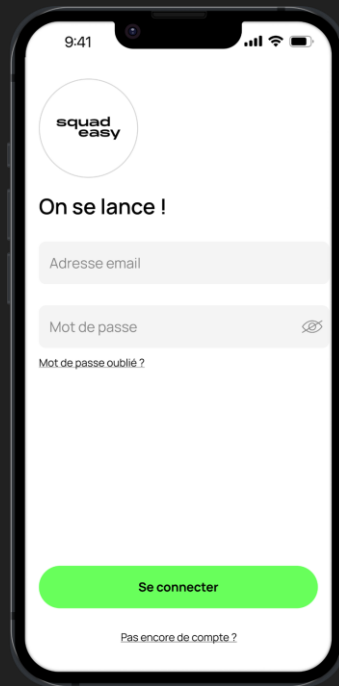 9:41
squad
easy
On se lance !
Adresse email
Mot de passe
Mot de passe oublié ?
Se connecter
Pas encore de compte ?